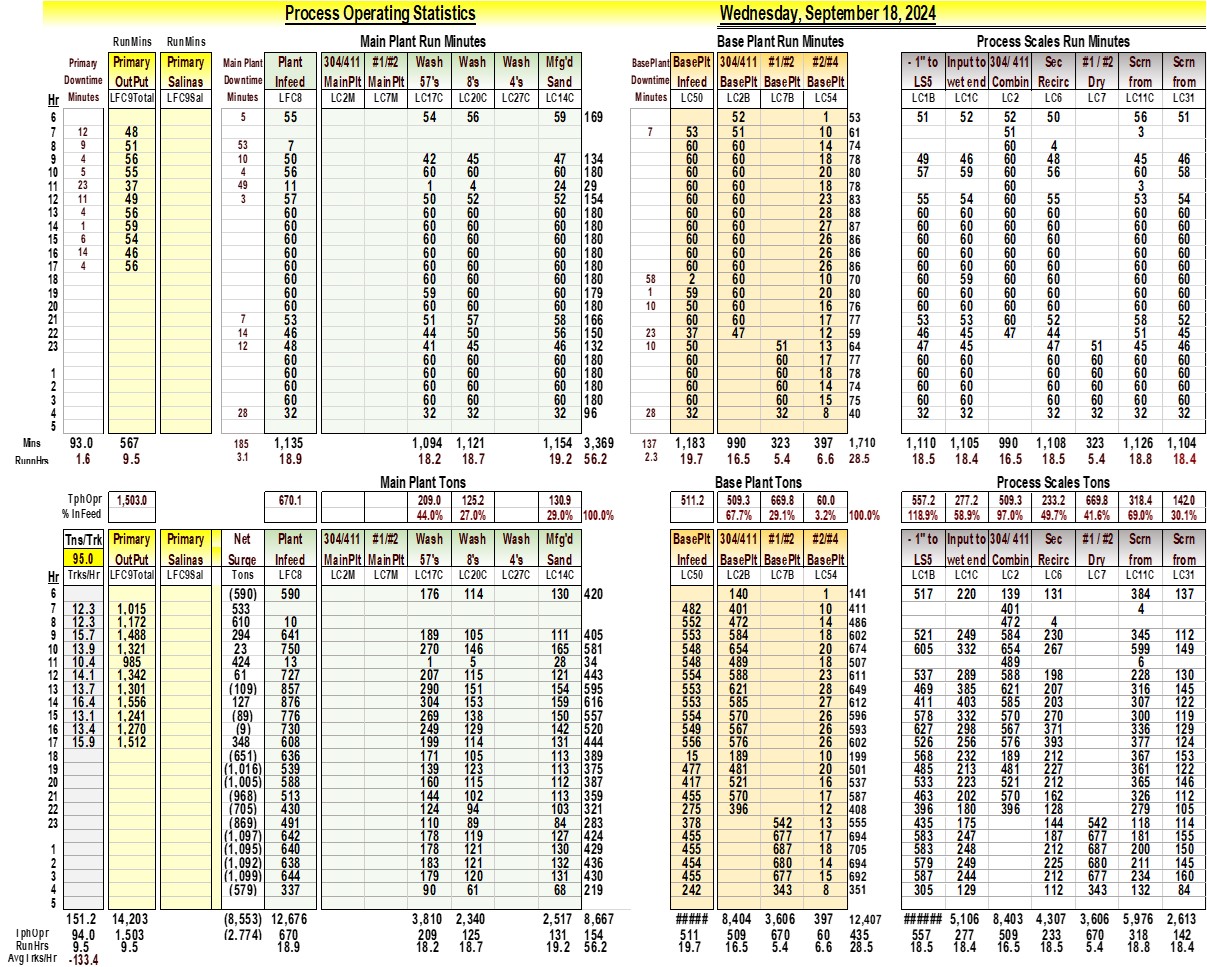 Process Operating Statistics Wednesday, September 18, 2024
RunMins RunMins Main Plant Run Minutes Base Plant Run Minutes Process Scales Run Minutes
Primary Primary Primary Main Plant Plant 304/411 #1/#2 Wash Wash Wash Mfg'd BasePlant BasePlt 304/411 #1/#2 #2/#4 - 1" to Input to 304/ 411 Sec #1 / #2 Scrn Scrn
Downtime OutPut Salinas Downtime Infeed MainPlt MainPlt 57's 8's 4's Sand Downtime Infeed BasePlt BasePlt BasePlt LS5 wet end Combin Recirc Dry from from
Hr Minutes LFC9Total LFC9Sal Minutes LFC8 LC2M LC7M LC17C LC20C LC27C LC14C Minutes LC50 LC2B LC7B LC54 LC1B LC1C LC2 LC6 LC7 LC11C LC31
6 5 55 54 56 59 169 52 1 53 51 52 52 50 56 51
7 12 48 7 53 51 10 61 51 3
8 9 51 53 7 60 60 14 74 60 4
9 4 56 10 50 42 45 47 134 60 60 18 78 49 46 60 48 45 46
10 5 55 4 56 60 60 60 180 60 60 20 80 57 59 60 56 60 58
11 23 37 49 11 1 4 24 29 60 60 18 78 60 3
12 11 49 3 57 50 52 52 154 60 60 23 83 55 54 60 55 53 54
13 4 56 60 60 60 60 180 60 60 28 88 60 60 60 60 60 60
14 1 59 60 60 60 60 180 60 60 27 87 60 60 60 60 60 60
15 6 54 60 60 60 60 180 60 60 26 86 60 60 60 60 60 60
16 14 46 60 60 60 60 180 60 60 26 86 60 60 60 60 60 60
17 4 56 60 60 60 60 180 60 60 26 86 60 60 60 60 60 60
18 60 60 60 60 180 58 2 60 10 70 60 59 60 60 60 60
19 60 59 60 60 179 1 59 60 20 80 60 60 60 60 60 60
20 60 60 60 60 180 10 50 60 16 76 60 60 60 60 60 60
21 7 53 51 57 58 166 60 60 17 77 53 53 60 52 58 52
22 14 46 44 50 56 150 23 37 47 12 59 46 45 47 44 51 45
23 12 48 41 45 46 132 10 50 51 13 64 47 45 47 51 45 46
60 60 60 60 180 60 60 17 77 60 60 60 60 60 60
1 60 60 60 60 180 60 60 18 78 60 60 60 60 60 60
2 60 60 60 60 180 60 60 14 74 60 60 60 60 60 60
3 60 60 60 60 180 60 60 15 75 60 60 60 60 60 60
4 28 32 32 32 32 96 28 32 32 8 40 32 32 32 32 32 32
5
Mins 93.0 567 185 1,135 1,094 1,121 1,154 3,369 137 1,183 990 323 397 1,710 1,110 1,105 990 1,108 323 1,126 1,104
RunnHrs 1.6 9.5 3.1 18.9 18.2 18.7 19.2 56.2 2.3 19.7 16.5 5.4 6.6 28.5 18.5 18.4 16.5 18.5 5.4 18.8 18.4
Main Plant Tons Base Plant Tons Process Scales Tons
TphOpr 1,503.0 670.1 209.0 125.2 130.9 511.2 509.3 669.8 60.0 557.2 277.2 509.3 233.2 669.8 318.4 142.0
% InFeed 44.0% 27.0% 29.0% 100.0% 67.7% 29.1% 3.2% 100.0% 118.9% 58.9% 97.0% 49.7% 41.6% 69.0% 30.1%
Tns/Trk Primary Primary Net Plant 304/411 #1/#2 Wash Wash Wash Mfg'd BasePlt 304/411 #1/#2 #2/#4 - 1" to Input to 304/ 411 Sec #1 / #2 Scrn Scrn
95.0 OutPut Salinas Surge Infeed MainPlt MainPlt 57's 8's 4's Sand Infeed BasePlt BasePlt BasePlt LS5 wet end Combin Recirc Dry from from
Hr Trks/Hr LFC9Total LFC9Sal Tons LFC8 LC2M LC7M LC17C LC20C LC27C LC14C LC50 LC2B LC7B LC54 LC1B LC1C LC2 LC6 LC7 LC11C LC31
6 (590) 590 176 114 130 420 140 1 141 517 220 139 131 384 137
7 12.3 1,015 533 482 401 10 411 401 4
8 12.3 1,172 610 10 552 472 14 486 472 4
9 15.7 1,488 294 641 189 105 111 405 553 584 18 602 521 249 584 230 345 112
10 13.9 1,321 23 750 270 146 165 581 548 654 20 674 605 332 654 267 599 149
11 10.4 985 424 13 1 5 28 34 548 489 18 507 489 6
12 14.1 1,342 61 727 207 115 121 443 554 588 23 611 537 289 588 198 228 130
13 13.7 1,301 (109) 857 290 151 154 595 553 621 28 649 469 385 621 207 316 145
14 16.4 1,556 127 876 304 153 159 616 553 585 27 612 411 403 585 203 307 122
15 13.1 1,241 (89) 776 269 138 150 557 554 570 26 596 578 332 570 270 300 119
16 13.4 1,270 (9) 730 249 129 142 520 549 567 26 593 627 298 567 371 336 129
17 15.9 1,512 348 608 199 114 131 444 556 576 26 602 526 256 576 393 377 124
18 (651) 636 171 105 113 389 15 189 10 199 568 232 189 212 367 153
19 (1,016) 539 139 123 113 375 477 481 20 501 485 213 481 227 361 122
20 (1,005) 588 160 115 112 387 417 521 16 537 533 223 521 212 365 146
21 (968) 513 144 102 113 359 455 570 17 587 463 202 570 162 326 112
22 (705) 430 124 94 103 321 275 396 12 408 396 180 396 128 279 105
23 (869) 491 110 89 84 283 378 542 13 555 435 175 144 542 118 114
(1,097) 642 178 119 127 424 455 677 17 694 583 247 187 677 181 155
1 (1,095) 640 178 121 130 429 455 687 18 705 583 248 212 687 200 150
2 (1,092) 638 183 121 132 436 454 680 14 694 579 249 225 680 211 145
3 (1,099) 644 179 120 131 430 455 677 15 692 587 244 212 677 234 160
4 (579) 337 90 61 68 219 242 343 8 351 305 129 112 343 132 84
5
151.2 14,203 (8,553) 12,676 3,810 2,340 2,517 8,667 ##### 8,404 3,606 397 12,407 ###### 5,106 8,403 4,307 3,606 5,976 2,613
TphOpr 94.0 1,503 (2.774) 670 209 125 131 154 511 509 670 60 435 557 277 509 233 670 318 142
RunHrs 9.5 9.5 18.9 18.2 18.7 19.2 56.2 19.7 16.5 5.4 6.6 28.5 18.5 18.4 16.5 18.5 5.4 18.8 18.4
AvgTrks/Hr -133.4